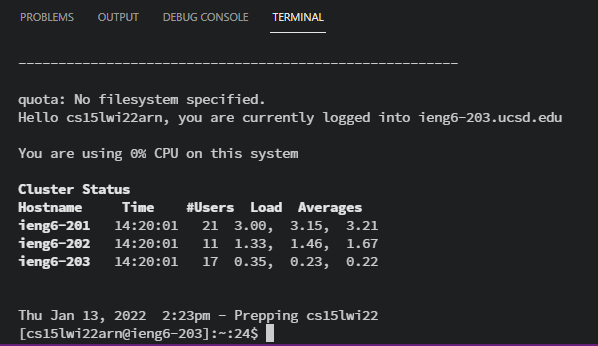 PROBLEMS OUTPUT DEBUG CONSOLE TERMINAL
_______________________________________________________
quota: No filesystem specified.
Hello cs15lwi22arn, you are currently logged into ieng6-203.ucsd.edu
You are using 0% CPU on this system
Cluster Status
Hostname     Time    #Users  Load  Averages
ieng6-201   14:20:01   21  3.00,  3.15,  3.21
ieng6-202   14:20:01   11  1.33,  1.46,  1.67
ieng6-203   14:20:01   17  0.35,  0.23,  0.22
Thu Jan 13, 2022  2:23pm - Prepping cs15lwi22
[cs15lwi22arn@ieng6-203]:~:24$